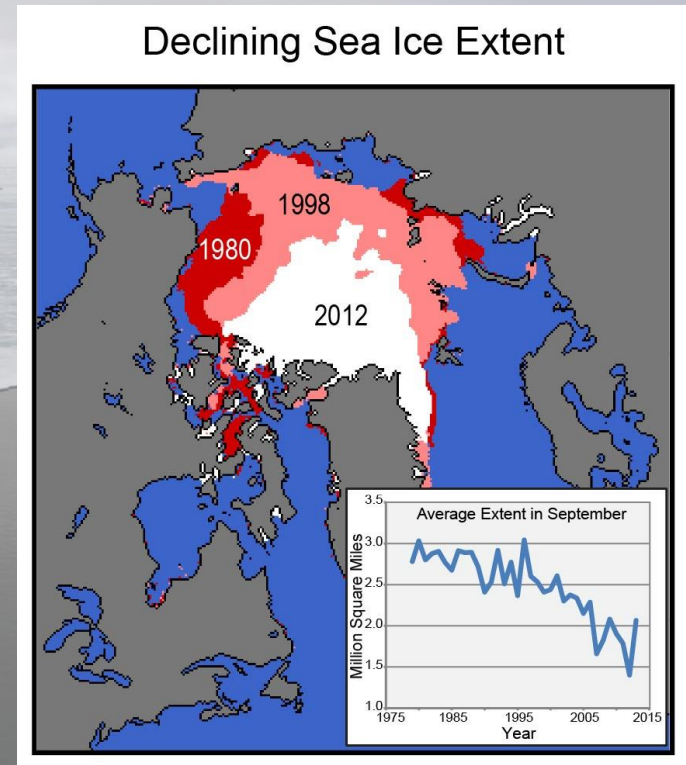 Declining Sea Ice Extent
1998
1980
2012
Average Extent in September
Million Square Miles
3.5
3.0
2.5
2.0
1.5
1.0
1975 1985 1995 2005 2015
Year